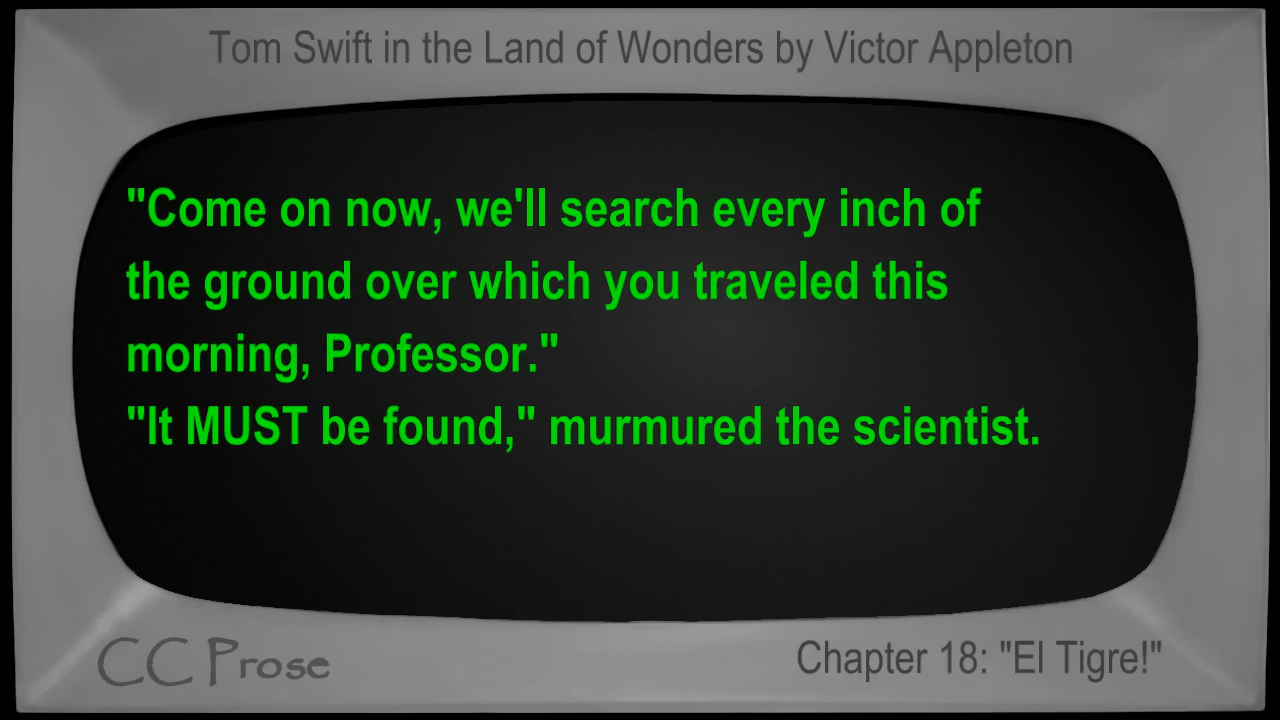 Tom Swift in the Land of Wonders by Victor Appleton
"Come on now, we'll search every inch of
the ground over which you traveled this
morning, Professor."
"It MUST be found," murmured the scientist.
CC Prose
Chapter 18: "El Tigre!"